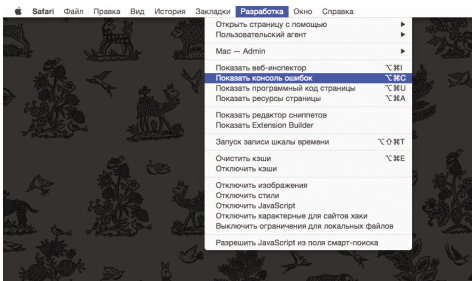 Safari Файл Правка Вид История Закладки Разработка Окно Справка
Открыть страницу с помощью
Пользовательский агент
Mac — Admin
Показать веб-инспектор ⌥⌘I
Показать консоль ошибок ⌥⌘C
Показать программный код страницы ⌥⌘U
Показать ресурсы страницы ⌥⌘A
Показать редактор сниппетов
Показать Extension Builder
Запуск записи шкалы времени ⌥⇧⌘T
Очистить кэши ⌥⌘E
Отключить кэши
Отключить изображения
Отключить стили
Отключить JavaScript
Отключить характерные для сайтов хаки
Выключить ограничения для локальных файлов
Разрешить JavaScript из поля смарт-поиска